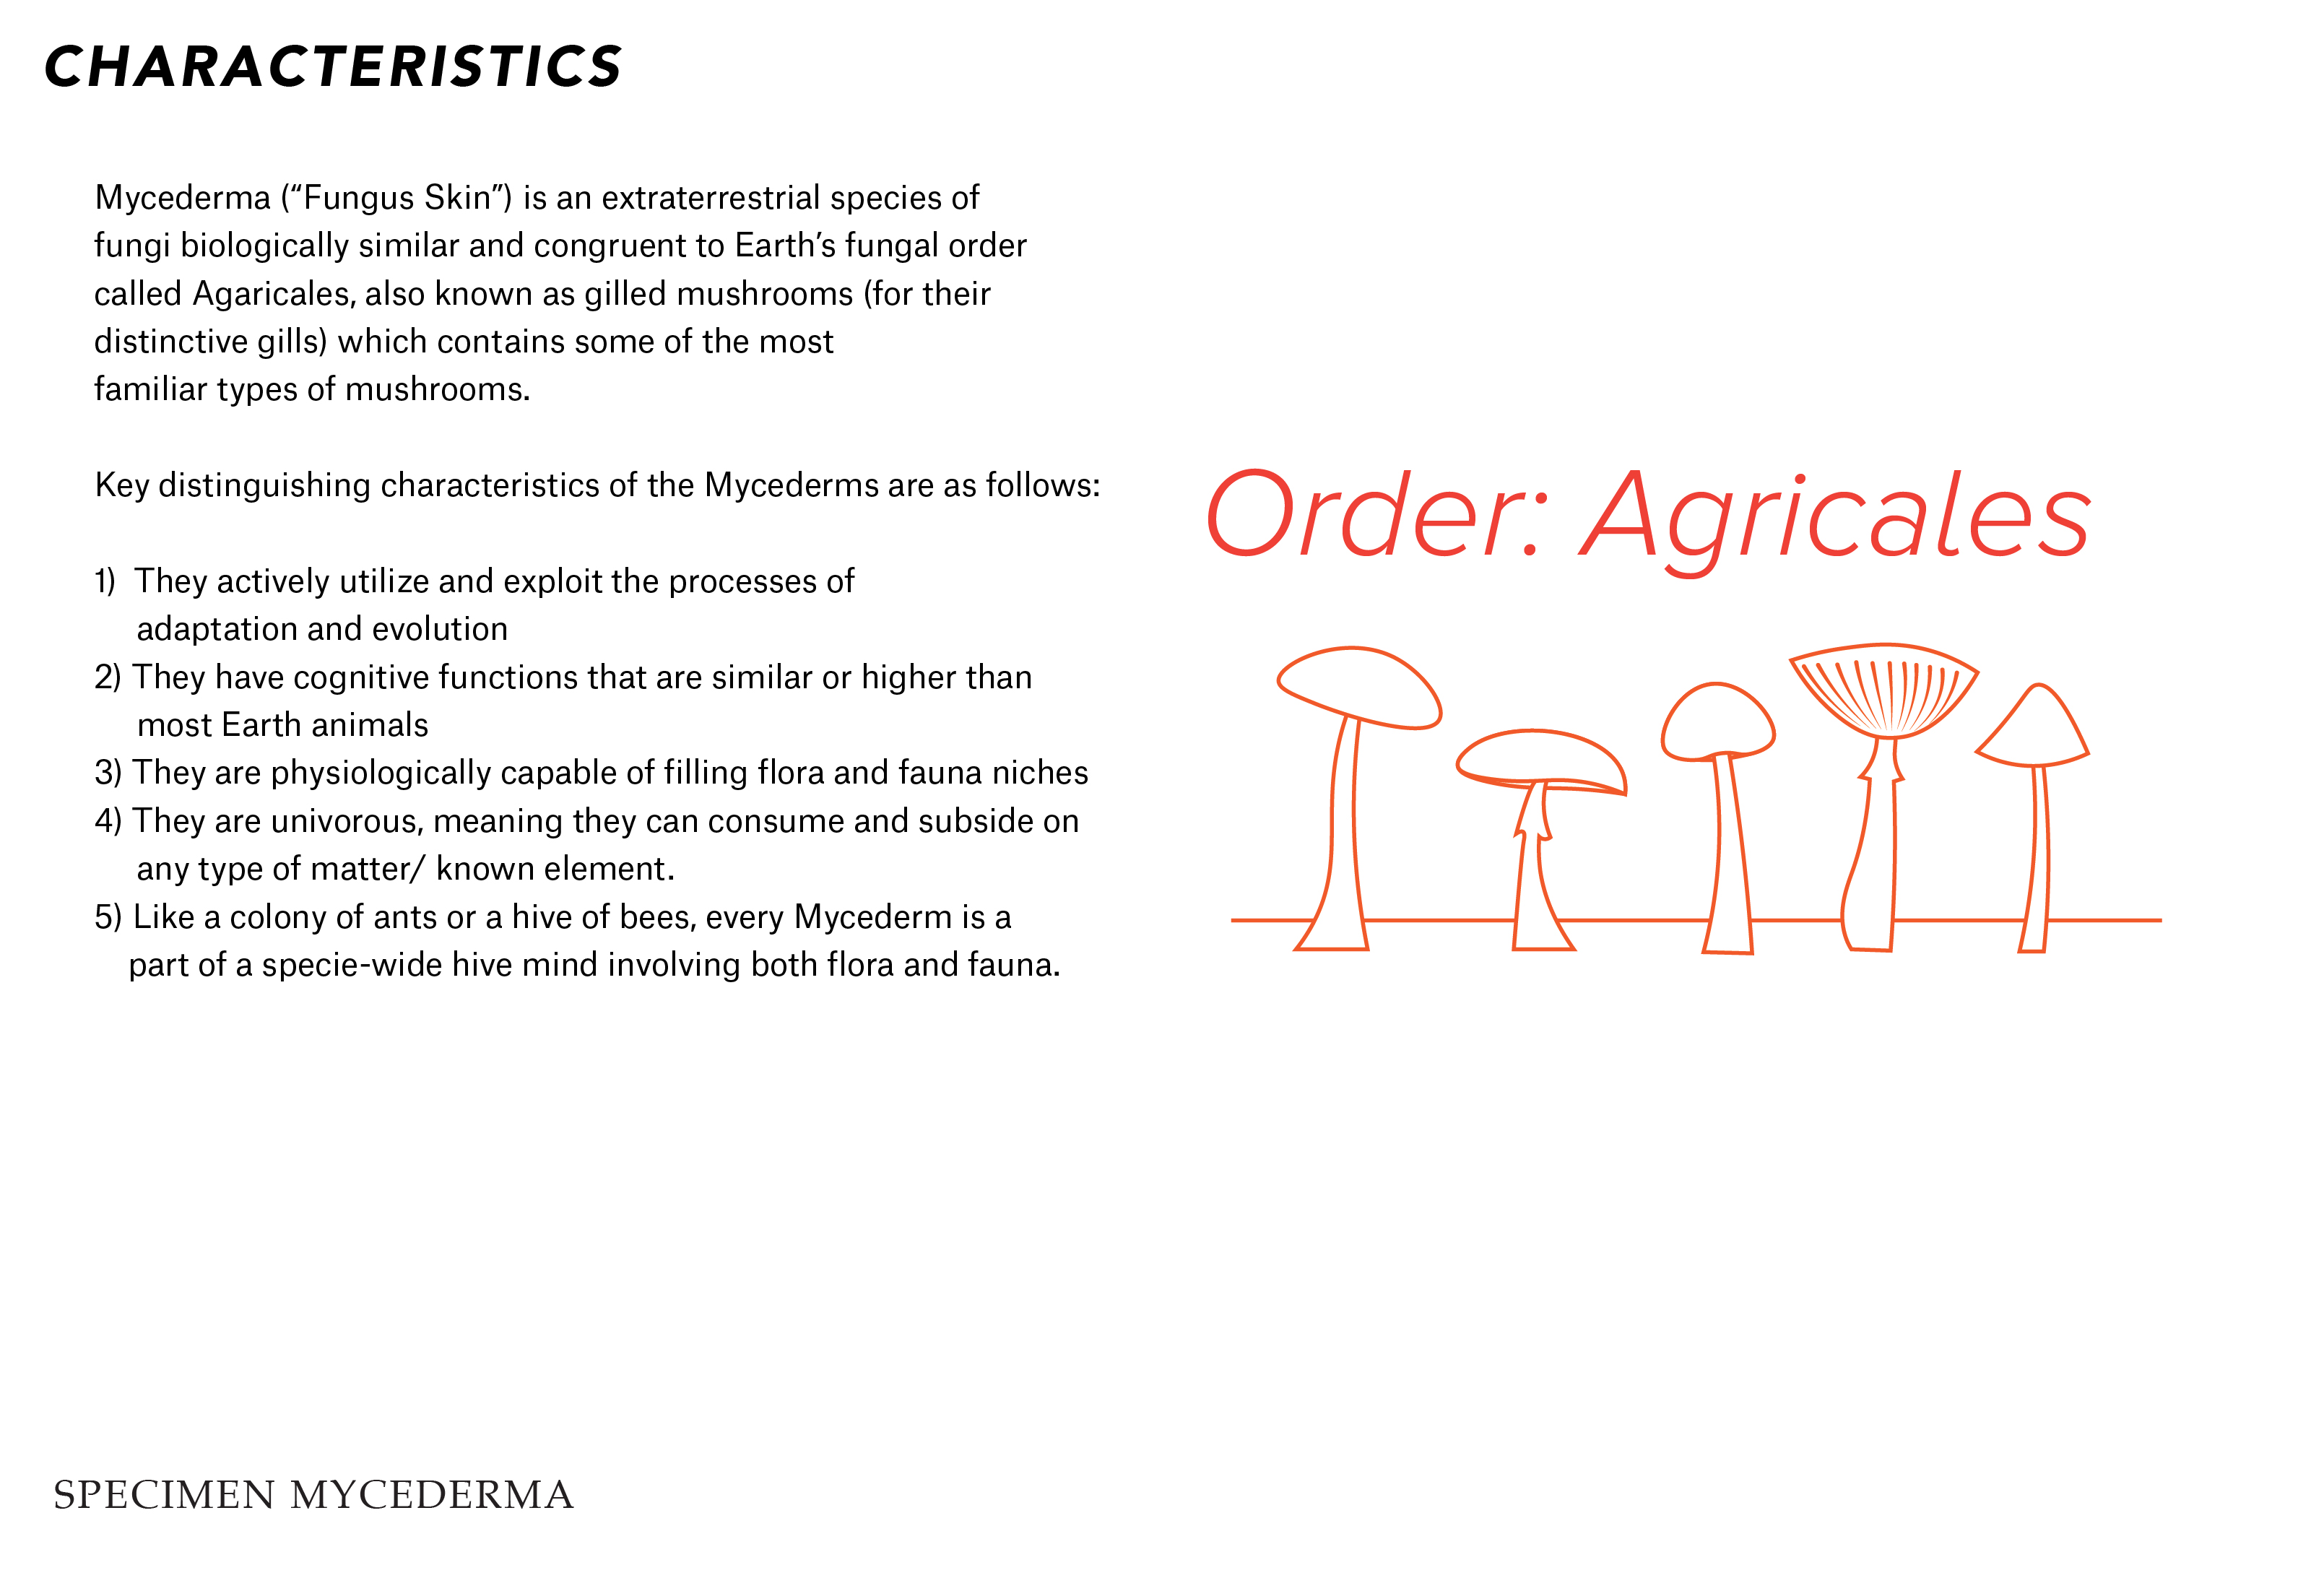 CHARACTERISTICS
Mycederma (“Fungus Skin”) is an extraterrestrial species of
fungi biologically similar and congruent to Earth’s fungal order
called Agaricales, also known as gilled mushrooms (for their
distinctive gills) which contains some of the most
familiar types of mushrooms.
Key distinguishing characteristics of the Mycederms are as follows:
1) They actively utilize and exploit the processes of
adaptation and evolution
2) They have cognitive functions that are similar or higher than
most Earth animals
3) They are physiologically capable of filling flora and fauna niches
4) They are univorous, meaning they can consume and subside on
any type of matter/ known element.
5) Like a colony of ants or a hive of bees, every Mycederm is a
part of a specie-wide hive mind involving both flora and fauna.
Order: Agricales
SPECIMEN MYCEDERMA